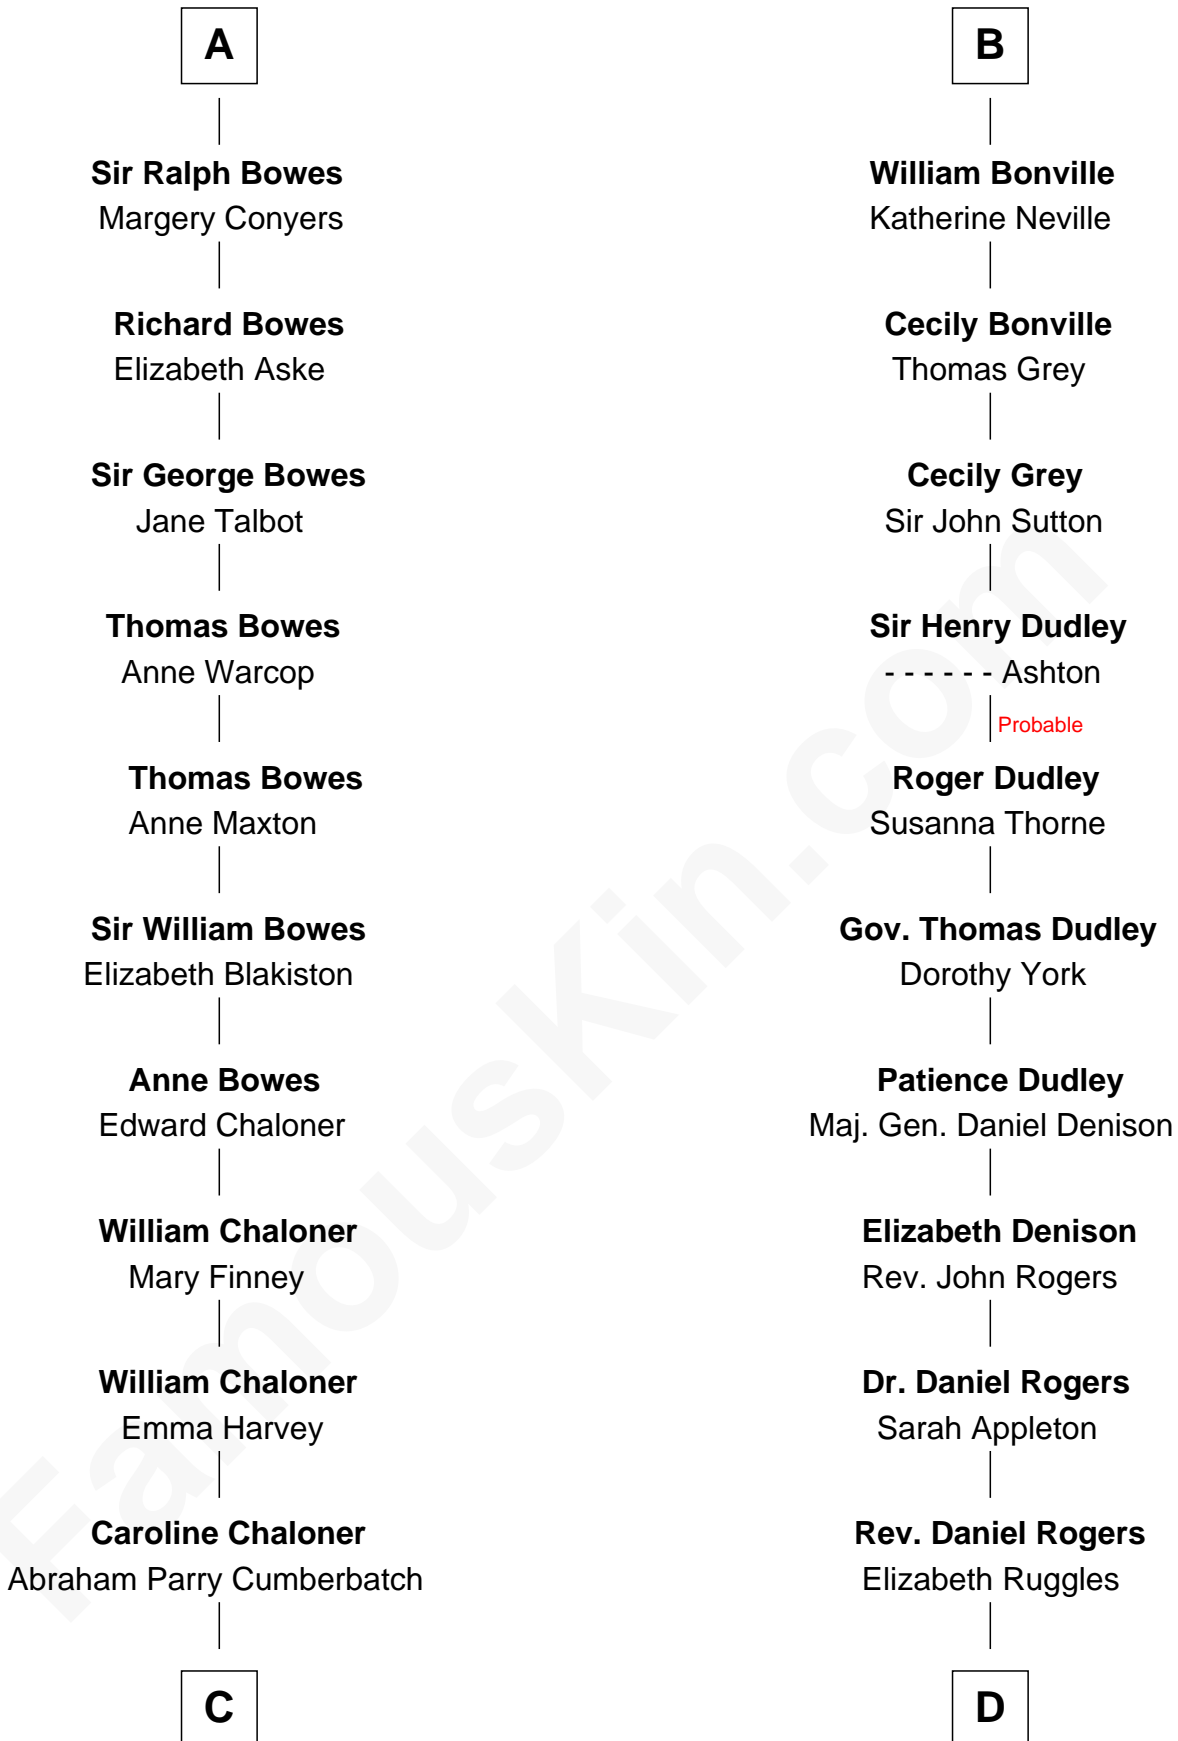 A
Sir Ralph Bowes
Margery Conyers
Richard Bowes
Elizabeth Aske
Sir George Bowes
Jane Talbot
Thomas Bowes
Anne Warcop
Thomas Bowes
Anne Maxton
Sir William Bowes
Elizabeth Blakiston
Anne Bowes
Edward Chaloner
William Chaloner
Mary Finney
William Chaloner
Emma Harvey
Caroline Chaloner
Abraham Parry Cumberbatch
C
B
William Bonville
Katherine Neville
Cecily Bonville
Thomas Grey
Cecily Grey
Sir John Sutton
Sir Henry Dudley
- - - - - - Ashton
Probable
Roger Dudley
Susanna Thorne
Gov. Thomas Dudley
Dorothy York
Patience Dudley
Maj. Gen. Daniel Denison
Elizabeth Denison
Rev. John Rogers
Dr. Daniel Rogers
Sarah Appleton
Rev. Daniel Rogers
Elizabeth Ruggles
D
FamousKin.com